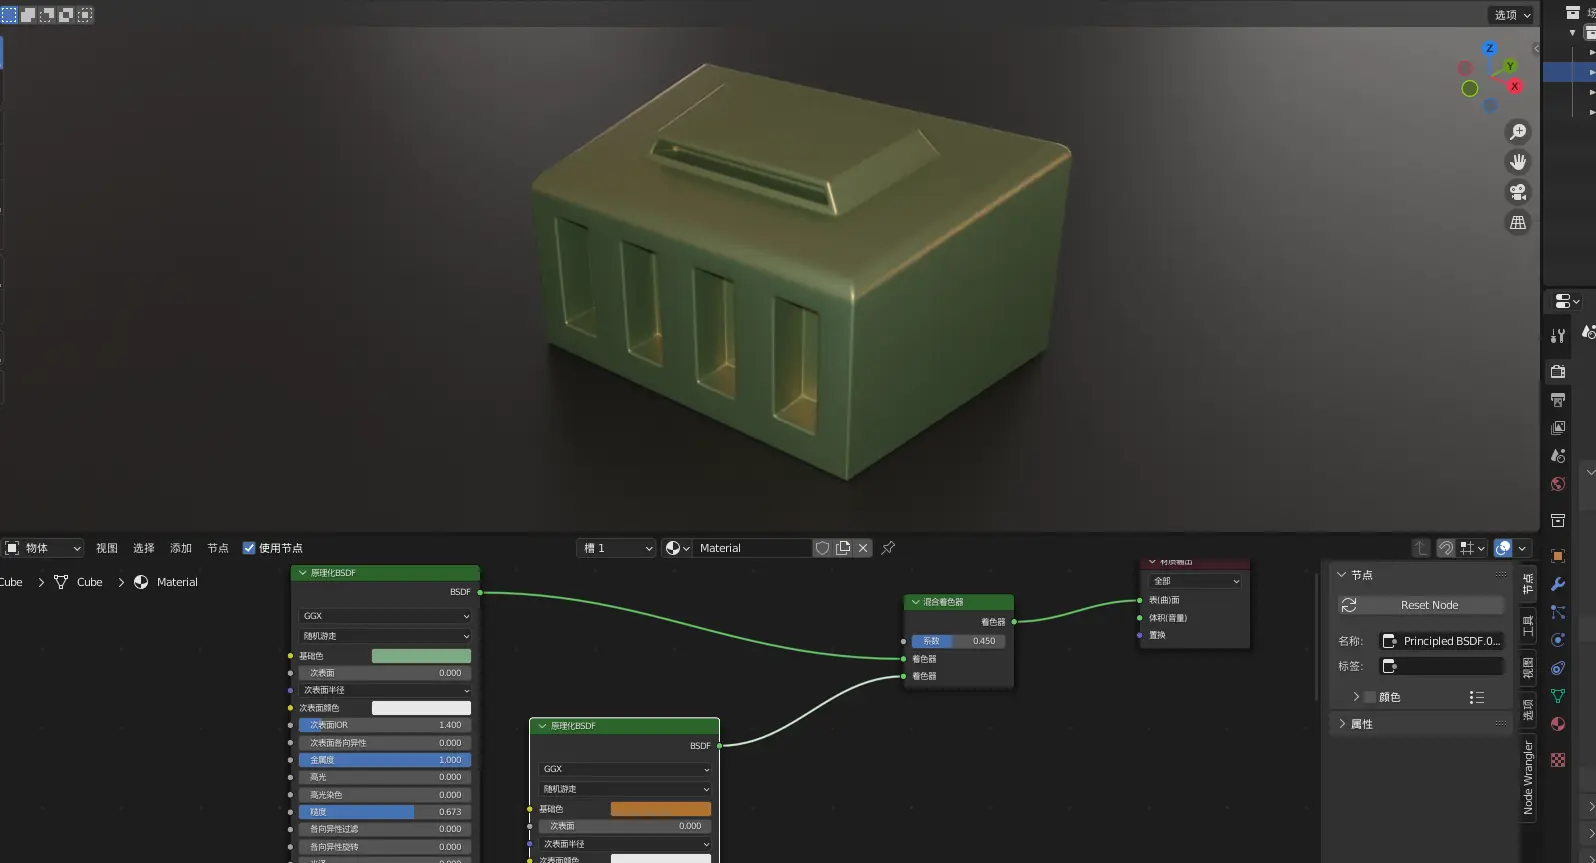 选项
Z
Y
X
物体
视图
选择
添加
节点
使用节点
槽 1
Material
Cube
Cube
Material
原理化BSDF
BSDF
GGX
随机游走
基础色
次表面 0.000
次表面半径
次表面颜色
次表面IOR 1.400
次表面各向异性 0.000
金属度 1.000
高光 0.000
高光染色 0.000
糙度 0.673
各向异性过滤 0.000
各向异性旋转 0.000
原理化BSDF
BSDF
GGX
随机游走
基础色
次表面 0.000
次表面半径
次表面颜色
混合着色器
着色器
系数 0.450
着色器
着色器
材质输出
全部
表(曲)面
体积(音量)
置换
节点
Reset Node
名称:
Principled BSDF.0...
标签:
颜色
属性
节点
工具
视图
选项
Node Wrangler